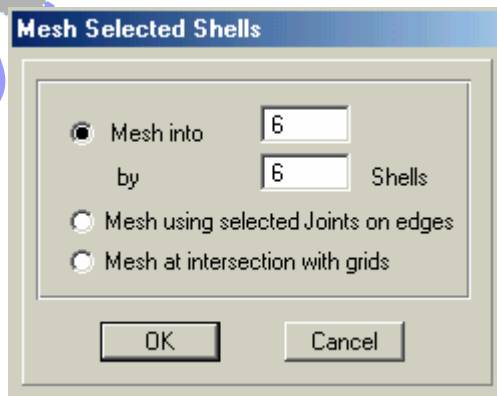 Mesh Selected Shells
Mesh into 6
by 6 Shells
Mesh using selected Joints on edges
Mesh at intersection with grids
OK Cancel